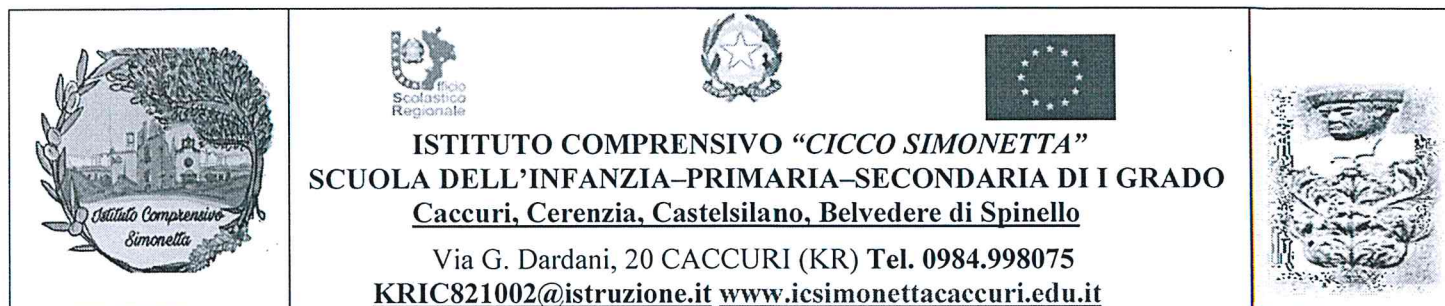 Istituto Comprensivo
Simonetta
Ufficio
Scolastico
Regionale
ISTITUTO COMPRENSIVO “CICCO SIMONETTA”
SCUOLA DELL’INFANZIA–PRIMARIA–SECONDARIA DI I GRADO
Caccuri, Cerenzia, Castelsilano, Belvedere di Spinello
Via G. Dardani, 20 CACCURI (KR) Tel. 0984.998075
KRIC821002@istruzione.it www.icsimonettacaccuri.edu.it